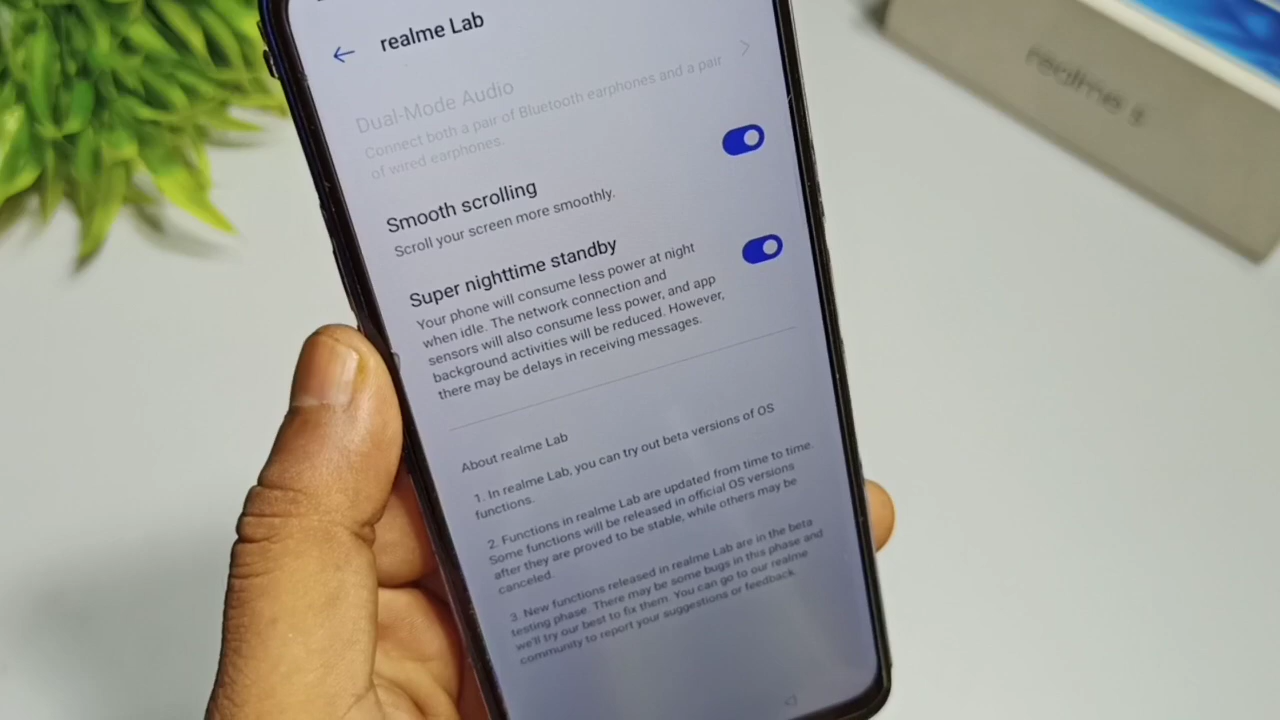 realme Lab
Dual-Mode Audio
Connect both a pair of Bluetooth earphones and a pair
of wired earphones.
Smooth scrolling
Scroll your screen more smoothly.
Super nighttime standby
Your phone will consume less power at night
when idle. The network connection and
sensors will also consume less power, and app
background activities will be reduced. However,
there may be delays in receiving messages.
About realme Lab
1. In realme Lab, you can try out beta versions of OS
functions.
2. Functions in realme Lab are updated from time to time.
Some functions will be released in official OS versions
after they are proved to be stable, while others may be
canceled.
3. New functions released in realme Lab are in the beta
testing phase. There may be some bugs in this phase and
we'll try our best to fix them. You can go to our realme
community to report your suggestions or feedback.
realme